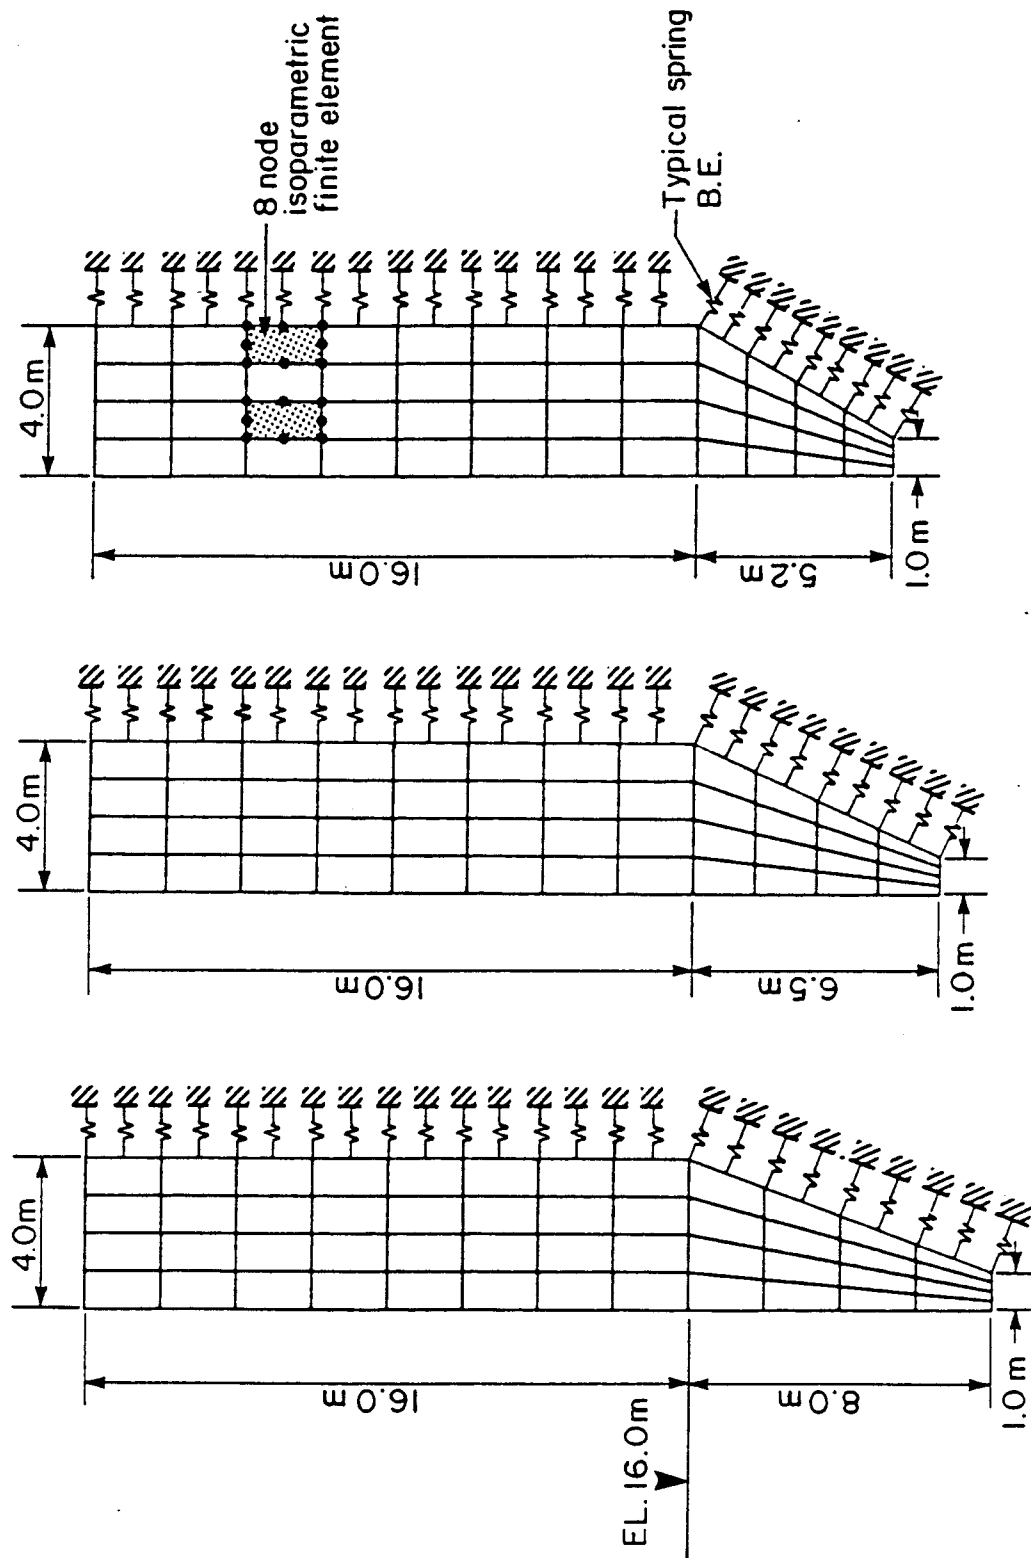 4.0m
8 node
isoparametric
finite element
16.0m
Typical spring
B.E.
5.2m
1.0m
4.0m
16.0m
6.5m
1.0m
4.0m
16.0m
EL. 16.0m
8.0m
1.0m